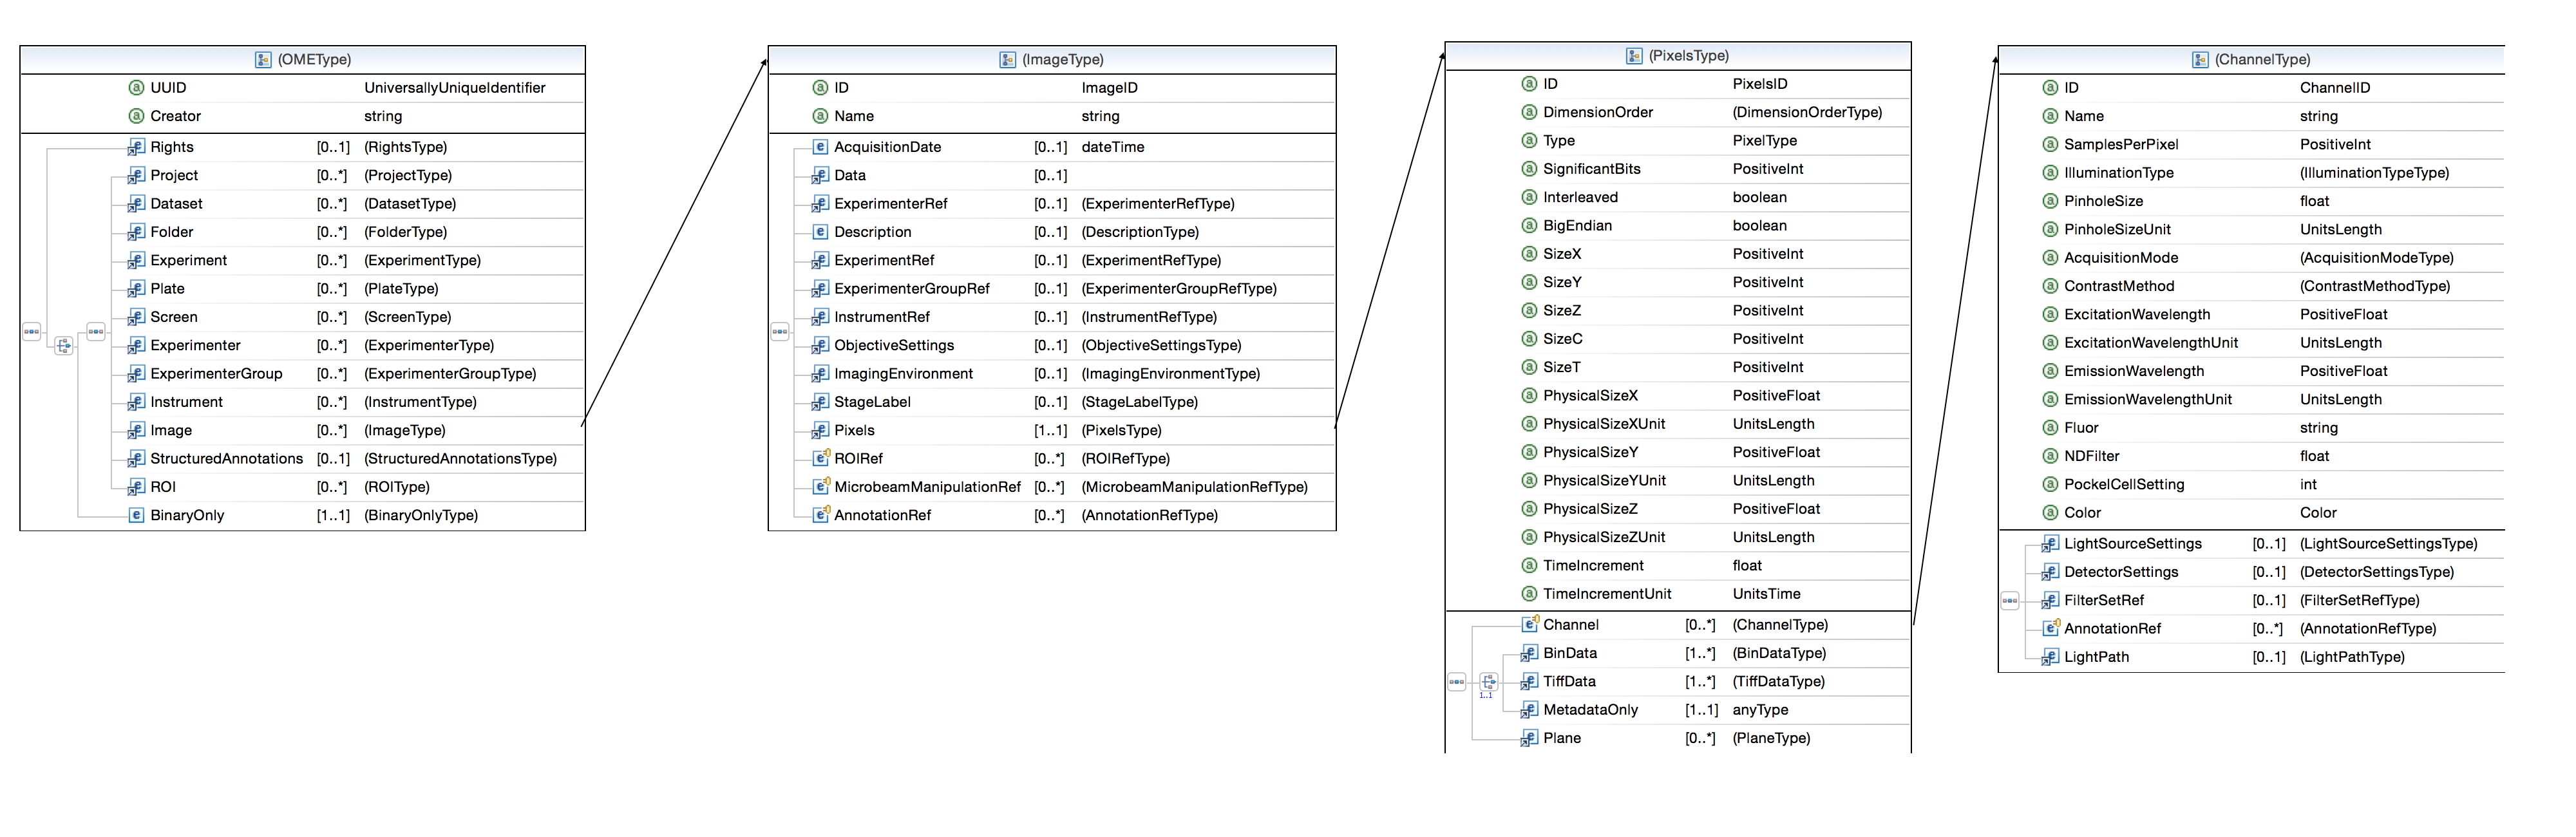 (OMEType)
UUID UniversallyUniqueIdentifier
Creator string
Rights [0..1] (RightsType)
Project [0..*] (ProjectType)
Dataset [0..*] (DatasetType)
Folder [0..*] (FolderType)
Experiment [0..*] (ExperimentType)
Plate [0..*] (PlateType)
Screen [0..*] (ScreenType)
Experimenter [0..*] (ExperimenterType)
ExperimenterGroup [0..*] (ExperimenterGroupType)
Instrument [0..*] (InstrumentType)
Image [0..*] (ImageType)
StructuredAnnotations [0..1] (StructuredAnnotationsType)
ROI [0..*] (ROIType)
BinaryOnly [1..1] (BinaryOnlyType)
(ImageType)
ID ImageID
Name string
AcquisitionDate [0..1] dateTime
Data [0..1]
ExperimenterRef [0..1] (ExperimenterRefType)
Description [0..1] (DescriptionType)
ExperimentRef [0..1] (ExperimentRefType)
ExperimenterGroupRef [0..1] (ExperimenterGroupRefType)
InstrumentRef [0..1] (InstrumentRefType)
ObjectiveSettings [0..1] (ObjectiveSettingsType)
ImagingEnvironment [0..1] (ImagingEnvironmentType)
StageLabel [0..1] (StageLabelType)
Pixels [1..1] (PixelsType)
ROIRef [0..*] (ROIRefType)
MicrobeamManipulationRef [0..*] (MicrobeamManipulationRefType)
AnnotationRef [0..*] (AnnotationRefType)
(PixelsType)
ID PixelsID
DimensionOrder (DimensionOrderType)
Type PixelType
SignificantBits PositiveInt
Interleaved boolean
BigEndian boolean
SizeX PositiveInt
SizeY PositiveInt
SizeZ PositiveInt
SizeC PositiveInt
SizeT PositiveInt
PhysicalSizeX PositiveFloat
PhysicalSizeXUnit UnitsLength
PhysicalSizeY PositiveFloat
PhysicalSizeYUnit UnitsLength
PhysicalSizeZ PositiveFloat
PhysicalSizeZUnit UnitsLength
TimeIncrement float
TimeIncrementUnit UnitsTime
Channel [0..*] (ChannelType)
BinData [1..*] (BinDataType)
TiffData [1..*] (TiffDataType)
1..1
MetadataOnly [1..1] anyType
Plane [0..*] (PlaneType)
(ChannelType)
ID ChannelID
Name string
SamplesPerPixel PositiveInt
IlluminationType (IlluminationTypeType)
PinholeSize float
PinholeSizeUnit UnitsLength
AcquisitionMode (AcquisitionModeType)
ContrastMethod (ContrastMethodType)
ExcitationWavelength PositiveFloat
ExcitationWavelengthUnit UnitsLength
EmissionWavelength PositiveFloat
EmissionWavelengthUnit UnitsLength
Fluor string
NDFilter float
PockelCellSetting int
Color Color
LightSourceSettings [0..1] (LightSourceSettingsType)
DetectorSettings [0..1] (DetectorSettingsType)
FilterSetRef [0..1] (FilterSetRefType)
AnnotationRef [0..*] (AnnotationRefType)
LightPath [0..1] (LightPathType)